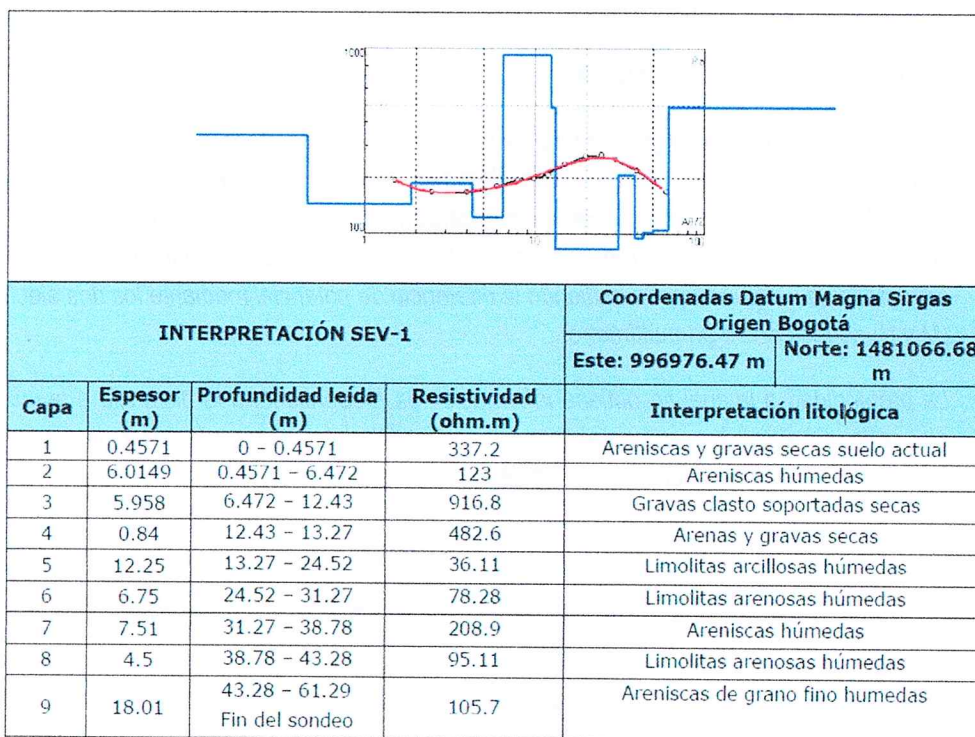 1000
100
1
10
100
INTERPRETACIÓN SEV-1
Coordenadas Datum Magna Sirgas
Origen Bogotá
Este: 996976.47 m
Norte: 1481066.68
m
Capa
Espesor
(m)
Profundidad leída
(m)
Resistividad
(ohm.m)
Interpretación litológica
1 0.4571 0 – 0.4571 337.2 Areniscas y gravas secas suelo actual
2 6.0149 0.4571 – 6.472 123 Areniscas húmedas
3 5.958 6.472 – 12.43 916.8 Gravas clasto soportadas secas
4 0.84 12.43 – 13.27 482.6 Arenas y gravas secas
5 12.25 13.27 – 24.52 36.11 Limolitas arcillosas húmedas
6 6.75 24.52 – 31.27 78.28 Limolitas arenosas húmedas
7 7.51 31.27 – 38.78 208.9 Areniscas húmedas
8 4.5 38.78 – 43.28 95.11 Limolitas arenosas húmedas
9 18.01 43.28 – 61.29 105.7 Areniscas de grano fino humedas
Fin del sondeo